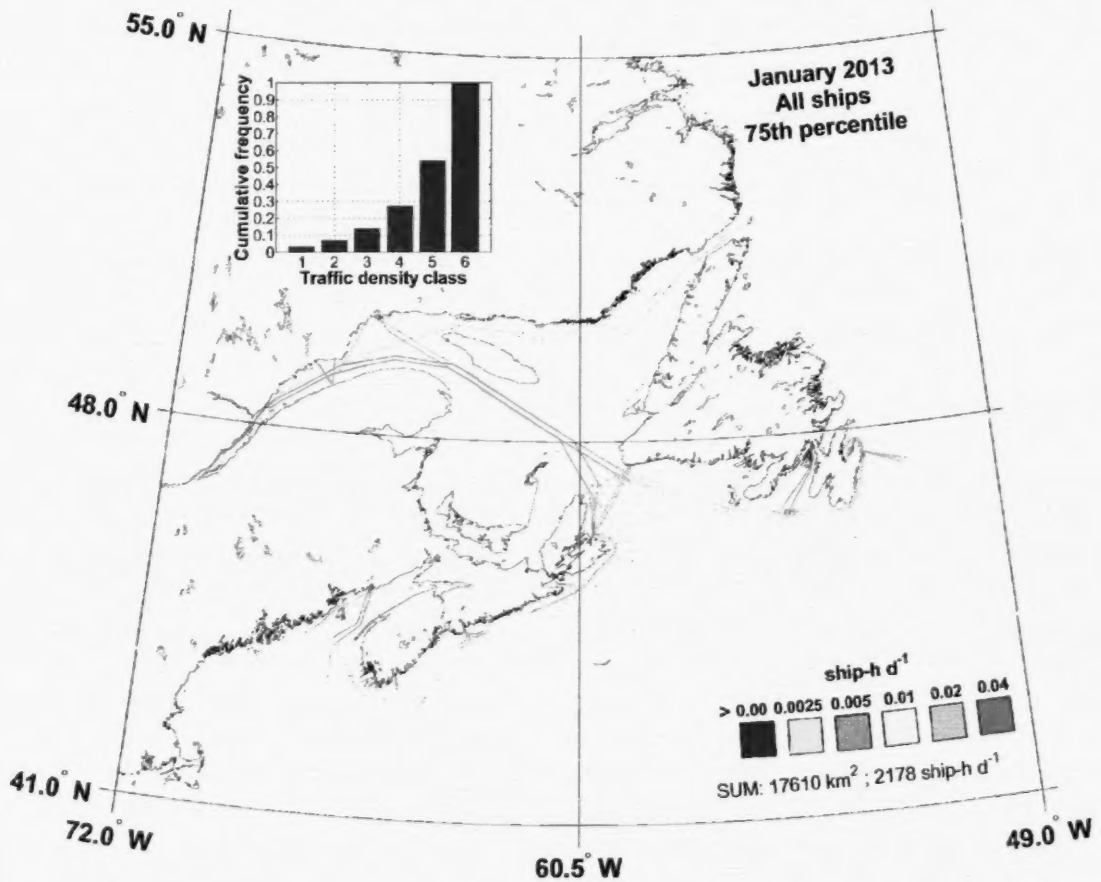 55.0° N
January 2013
All ships
75th percentile
Cumulative frequency
1
0.9
0.8
0.7
0.6
0.5
0.4
0.3
0.2
0.1
0
1 2 3 4 5 6
Traffic density class
48.0° N
ship-h d⁻¹
> 0.00 0.0025 0.005 0.01 0.02 0.04
SUM: 17610 km² ; 2178 ship-h d⁻¹
41.0° N
72.0° W
60.5° W
49.0° W